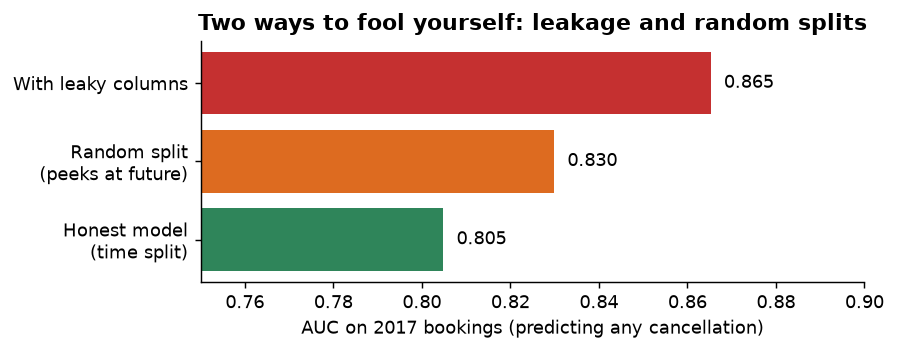 Two ways to fool yourself: leakage and random splits
With leaky columns
0.865
Random split
(peeks at future)
0.830
Honest model
(time split)
0.805
0.76 0.78 0.80 0.82 0.84 0.86 0.88 0.90
AUC on 2017 bookings (predicting any cancellation)